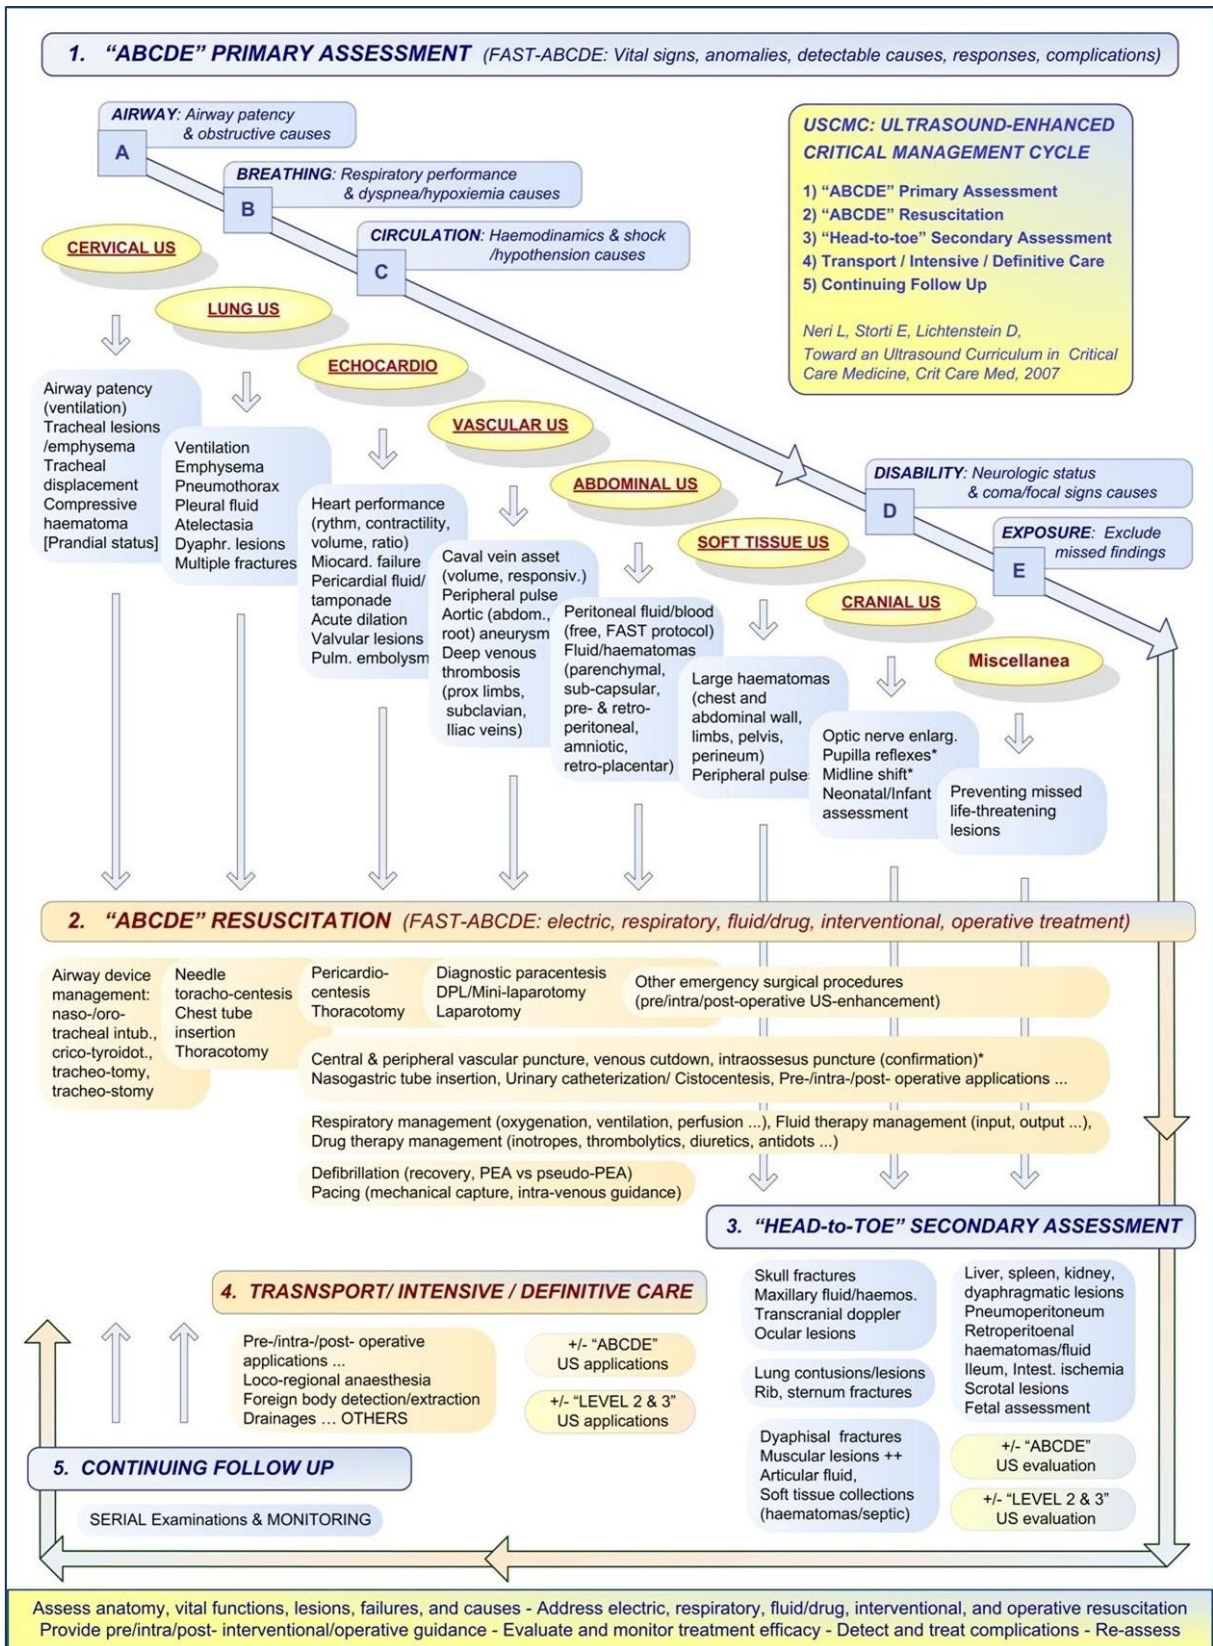 1. “ABCDE” PRIMARY ASSESSMENT (FAST-ABCDE: Vital signs, anomalies, detectable causes, responses, complications)
AIRWAY: Airway patency
& obstructive causes
A
BREATHING: Respiratory performance
& dyspnea/hypoxiemia causes
B
CIRCULATION: Haemodinamics & shock
/hypothension causes
C
USCMC: ULTRASOUND-ENHANCED
CRITICAL MANAGEMENT CYCLE
1) “ABCDE” Primary Assessment
2) “ABCDE” Resuscitation
3) “Head-to-toe” Secondary Assessment
4) Transport / Intensive / Definitive Care
5) Continuing Follow Up
Neri L, Storti E, Lichtenstein D,
Toward an Ultrasound Curriculum in Critical
Care Medicine, Crit Care Med, 2007
DISABILITY: Neurologic status
& coma/focal signs causes
D
EXPOSURE: Exclude
missed findings
E
CERVICAL US
Airway patency
(ventilation)
Tracheal lesions
/emphysema
Tracheal
displacement
Compressive
haematoma
[Prandial status]
LUNG US
Ventilation
Emphysema
Pneumothorax
Pleural fluid
Atelectasia
Dyaphr. lesions
Multiple fractures
ECHOCARDIO
Heart performance
(rythm, contractility,
volume, ratio)
Miocard. failure
Pericardial fluid/
tamponade
Acute dilation
Valvular lesions
Pulm. embolysm
VASCULAR US
Caval vein asset
(volume, responsiv.)
Peripheral pulse
Aortic (abdom.,
root) aneurysm
Deep venous
thrombosis
(prox limbs,
subclavian,
Iliac veins)
ABDOMINAL US
Peritoneal fluid/blood
(free, FAST protocol)
Fluid/haematomas
(parenchymal,
sub-capsular,
pre- & retro-
peritoneal,
amniotic,
retro-placentar)
SOFT TISSUE US
Large haematomas
(chest and
abdominal wall,
limbs, pelvis,
perineum)
Peripheral pulses
CRANIAL US
Optic nerve enlarg.
Pupilla reflexes*
Midline shift*
Neonatal/Infant
assessment
Miscellanea
Preventing missed
life-threatening
lesions
2. “ABCDE” RESUSCITATION (FAST-ABCDE: electric, respiratory, fluid/drug, interventional, operative treatment)
Airway device
management:
naso-/oro-
tracheal intub.,
crico-tyroidot.,
tracheo-tomy,
tracheo-stomy
Needle
toracho-centesis
Chest tube
insertion
Thoracotomy
Pericardio-
centesis
Thoracotomy
Diagnostic paracentesis
DPL/Mini-laparotomy
Laparotomy
Other emergency surgical procedures
(pre/intra/post-operative US-enhancement)
Central & peripheral vascular puncture, venous cutdown, intraossesus puncture (confirmation)*
Nasogastric tube insertion, Urinary catheterization/ Cistocentesis, Pre-/intra-/post- operative applications ...
Respiratory management (oxygenation, ventilation, perfusion ...), Fluid therapy management (input, output ...),
Drug therapy management (inotropes, thrombolytics, diuretics, antidots ...)
Defibrillation (recovery, PEA vs pseudo-PEA)
Pacing (mechanical capture, intra-venous guidance)
3. “HEAD-to-TOE” SECONDARY ASSESSMENT
Skull fractures
Maxillary fluid/haemos.
Transcranial doppler
Ocular lesions
Lung contusions/lesions
Rib, sternum fractures
Dyaphisal fractures
Muscular lesions ++
Articular fluid,
Soft tissue collections
(haematomas/septic)
Liver, spleen, kidney,
dyaphragmatic lesions
Pneumoperitoneum
Retroperitoenal
haematomas/fluid
Ileum, Intest. ischemia
Scrotal lesions
Fetal assessment
+/- “ABCDE”
US evaluation
+/- “LEVEL 2 & 3”
US evaluation
4. TRASNSPORT/ INTENSIVE / DEFINITIVE CARE
Pre-/intra-/post- operative
applications ...
Loco-regional anaesthesia
Foreign body detection/extraction
Drainages … OTHERS
+/- “ABCDE”
US applications
+/- “LEVEL 2 & 3”
US applications
5. CONTINUING FOLLOW UP
SERIAL Examinations & MONITORING
Assess anatomy, vital functions, lesions, failures, and causes - Address electric, respiratory, fluid/drug, interventional, and operative resuscitation
Provide pre/intra/post- interventional/operative guidance - Evaluate and monitor treatment efficacy - Detect and treat complications - Re-assess